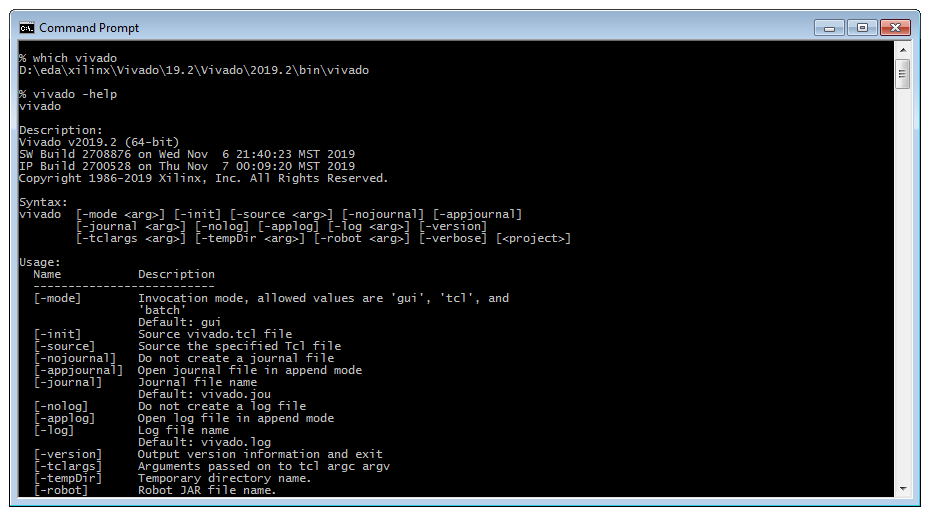 Command Prompt
% which vivado
D:\eda\xilinx\Vivado\19.2\Vivado\2019.2\bin\vivado
% vivado -help
vivado
Description:
Vivado v2019.2 (64-bit)
SW Build 2708876 on Wed Nov  6 21:40:23 MST 2019
IP Build 2700528 on Thu Nov  7 00:09:20 MST 2019
Copyright 1986-2019 Xilinx, Inc. All Rights Reserved.
Syntax:
vivado  [-mode <arg>] [-init] [-source <arg>] [-nojournal] [-appjournal]
        [-journal <arg>] [-nolog] [-applog] [-log <arg>] [-version]
        [-tclargs <arg>] [-tempDir <arg>] [-robot <arg>] [-verbose] [<project>]
Usage:
  Name           Description
  --------------------------
  [-mode]        Invocation mode, allowed values are 'gui', 'tcl', and
                 'batch'
                 Default: gui
  [-init]        Source vivado.tcl file
  [-source]      Source the specified Tcl file
  [-nojournal]   Do not create a journal file
  [-appjournal]  Open journal file in append mode
  [-journal]     Journal file name
                 Default: vivado.jou
  [-nolog]       Do not create a log file
  [-applog]      Open log file in append mode
  [-log]         Log file name
                 Default: vivado.log
  [-version]     Output version information and exit
  [-tclargs]     Arguments passed on to tcl argc argv
  [-tempDir]     Temporary directory name.
  [-robot]       Robot JAR file name.